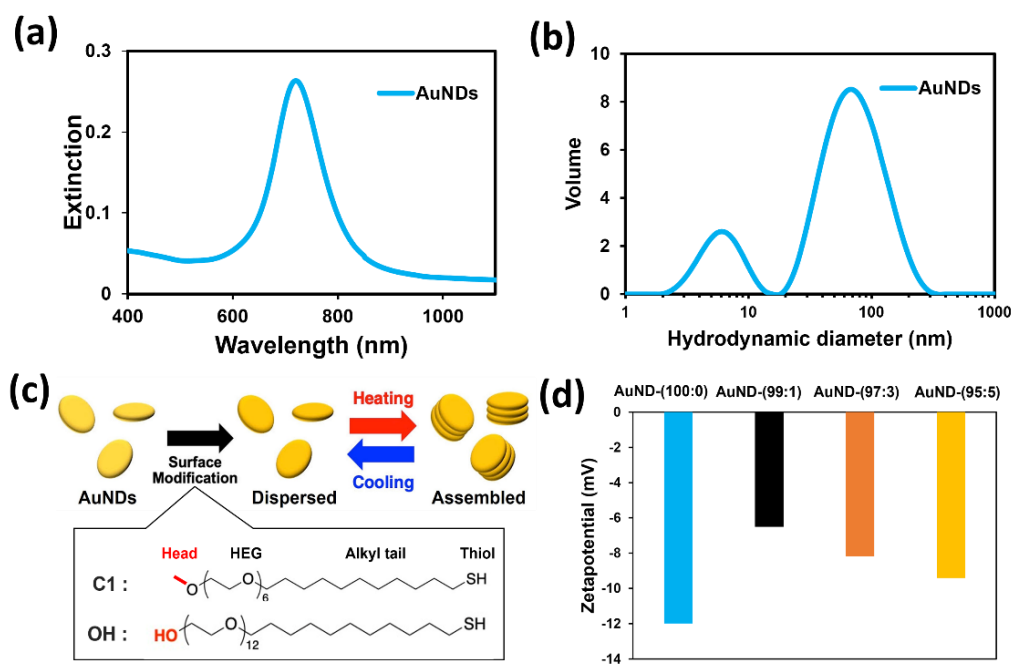 (a)
0.3
0.2
0.1
0
Extinction
AuNDs
400
600
800
1000
Wavelength (nm)
(b)
10
8
6
4
2
0
Volume
AuNDs
1
10
100
1000
Hydrodynamic diameter (nm)
(c)
Heating
Cooling
Surface
Modification
AuNDs
Dispersed
Assembled
Head
HEG
Alkyl tail
Thiol
C1 :
O
O
6
SH
OH :
HO
O
12
SH
(d)
AuND-(100:0)
AuND-(99:1)
AuND-(97:3)
AuND-(95:5)
0
-2
-4
-6
-8
-10
-12
-14
Zetapotential (mV)